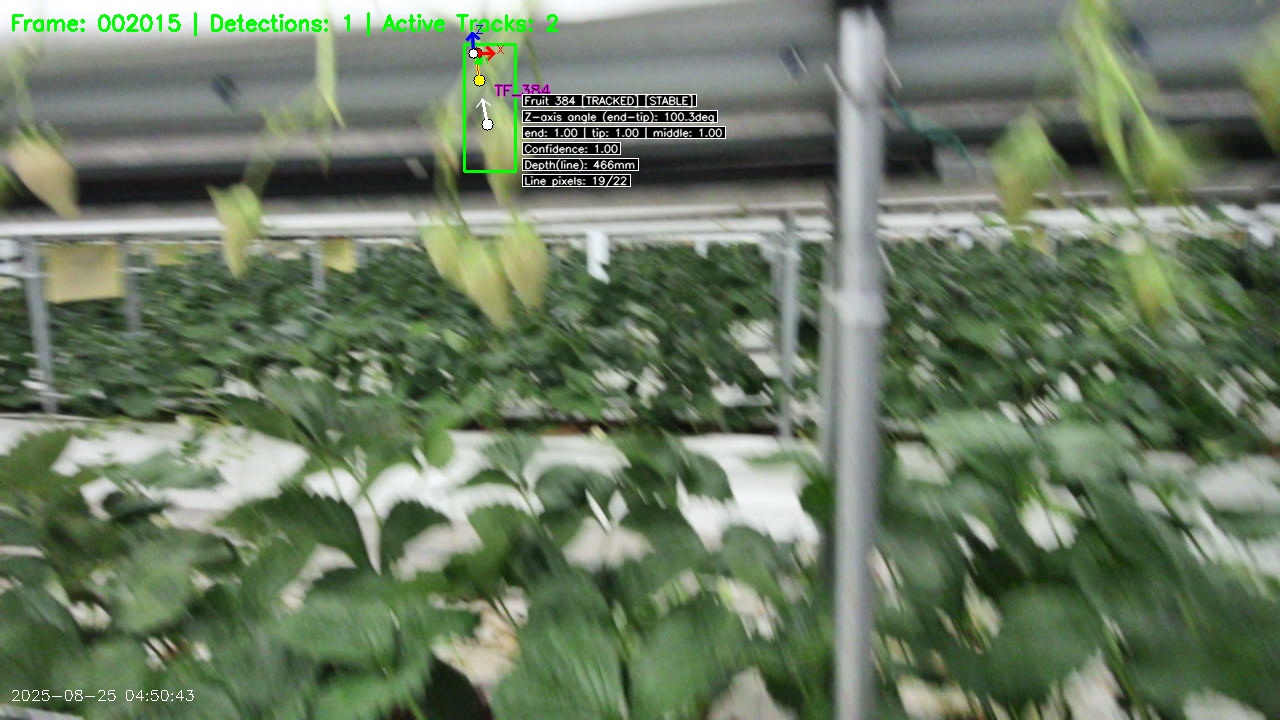 Frame: 002015 | Detections: 1 | Active Tracks: 2
Z
X
TF_384
Fruit 384 [TRACKED] [STABLE]
Z-axis angle (end-tip): 100.3deg
end: 1.00 | tip: 1.00 | middle: 1.00
Confidence: 1.00
Depth(line): 466mm
Line pixels: 19/22
2025-08-25 04:50:43